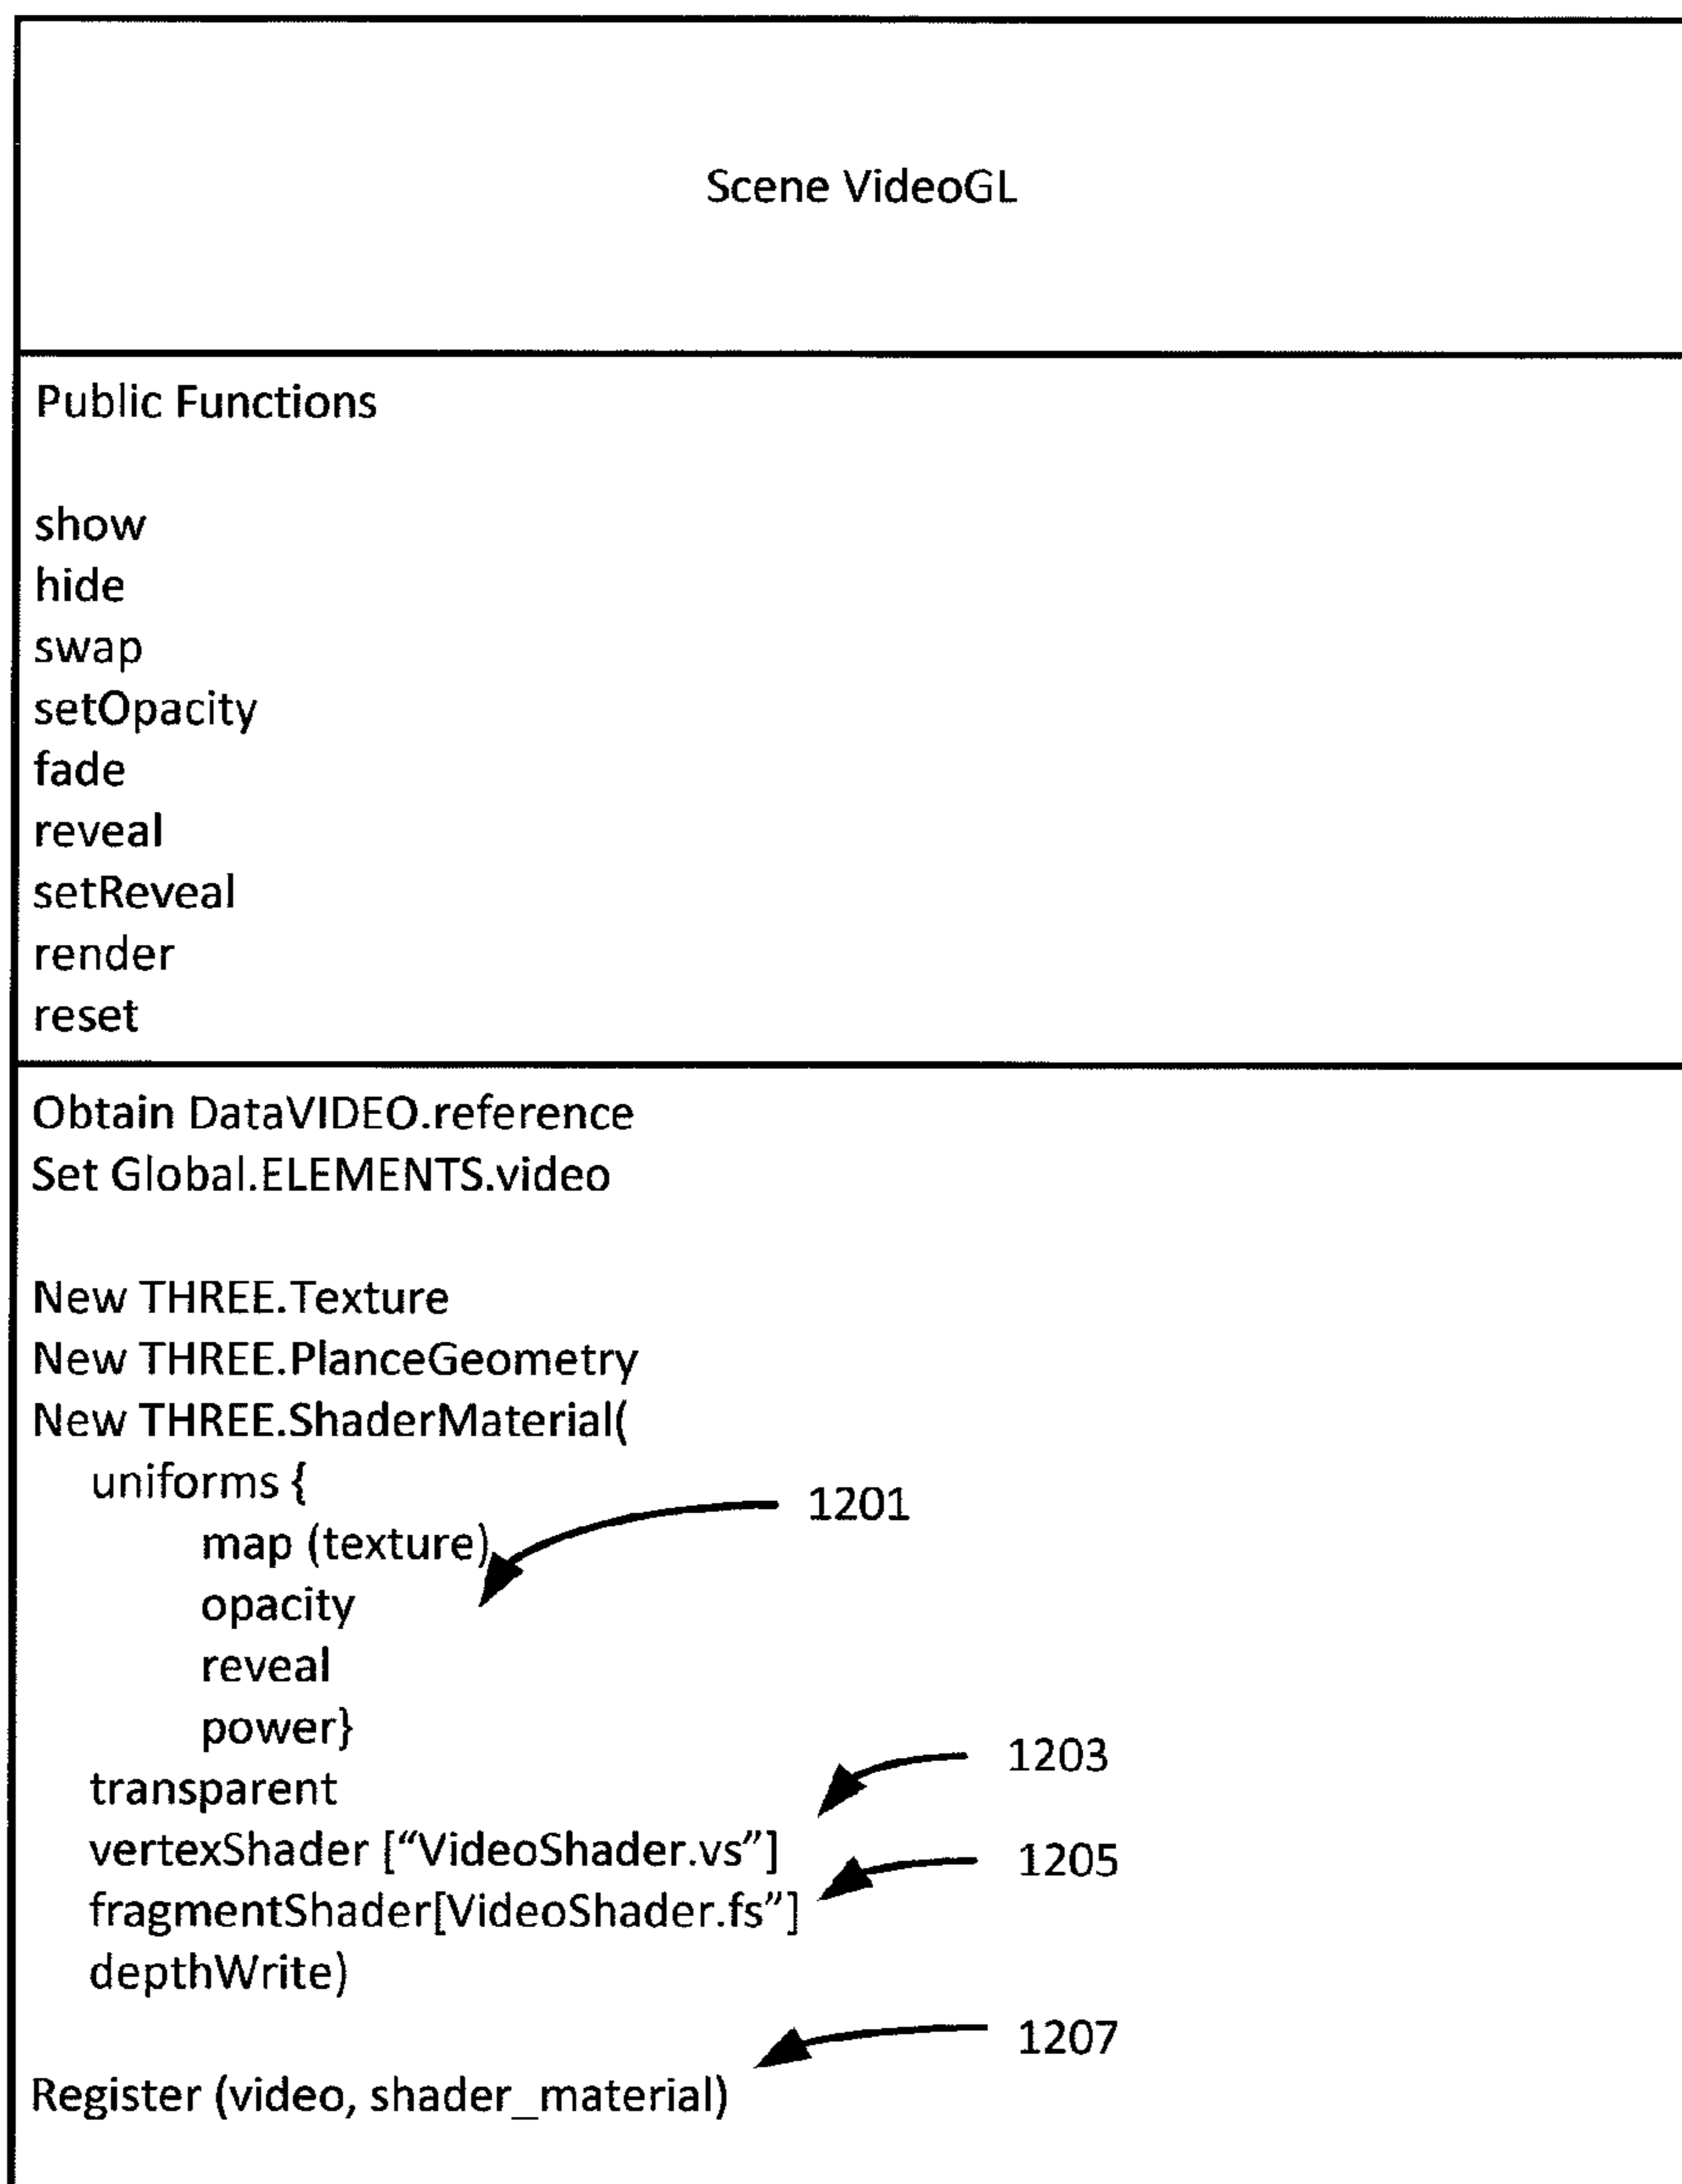 Scene VideoGL
Public Functions
show
hide
swap
setOpacity
fade
reveal
setReveal
render
reset
Obtain DataVIDEO.reference
Set Global.ELEMENTS.video
New THREE.Texture
New THREE.PlanceGeometry
New THREE.ShaderMaterial(
uniforms {
1201
map (texture)
opacity
reveal
power}
1203
transparent
vertexShader [“VideoShader.vs”]
1205
fragmentShader[VideoShader.fs”]
depthWrite)
1207
Register (video, shader_material)